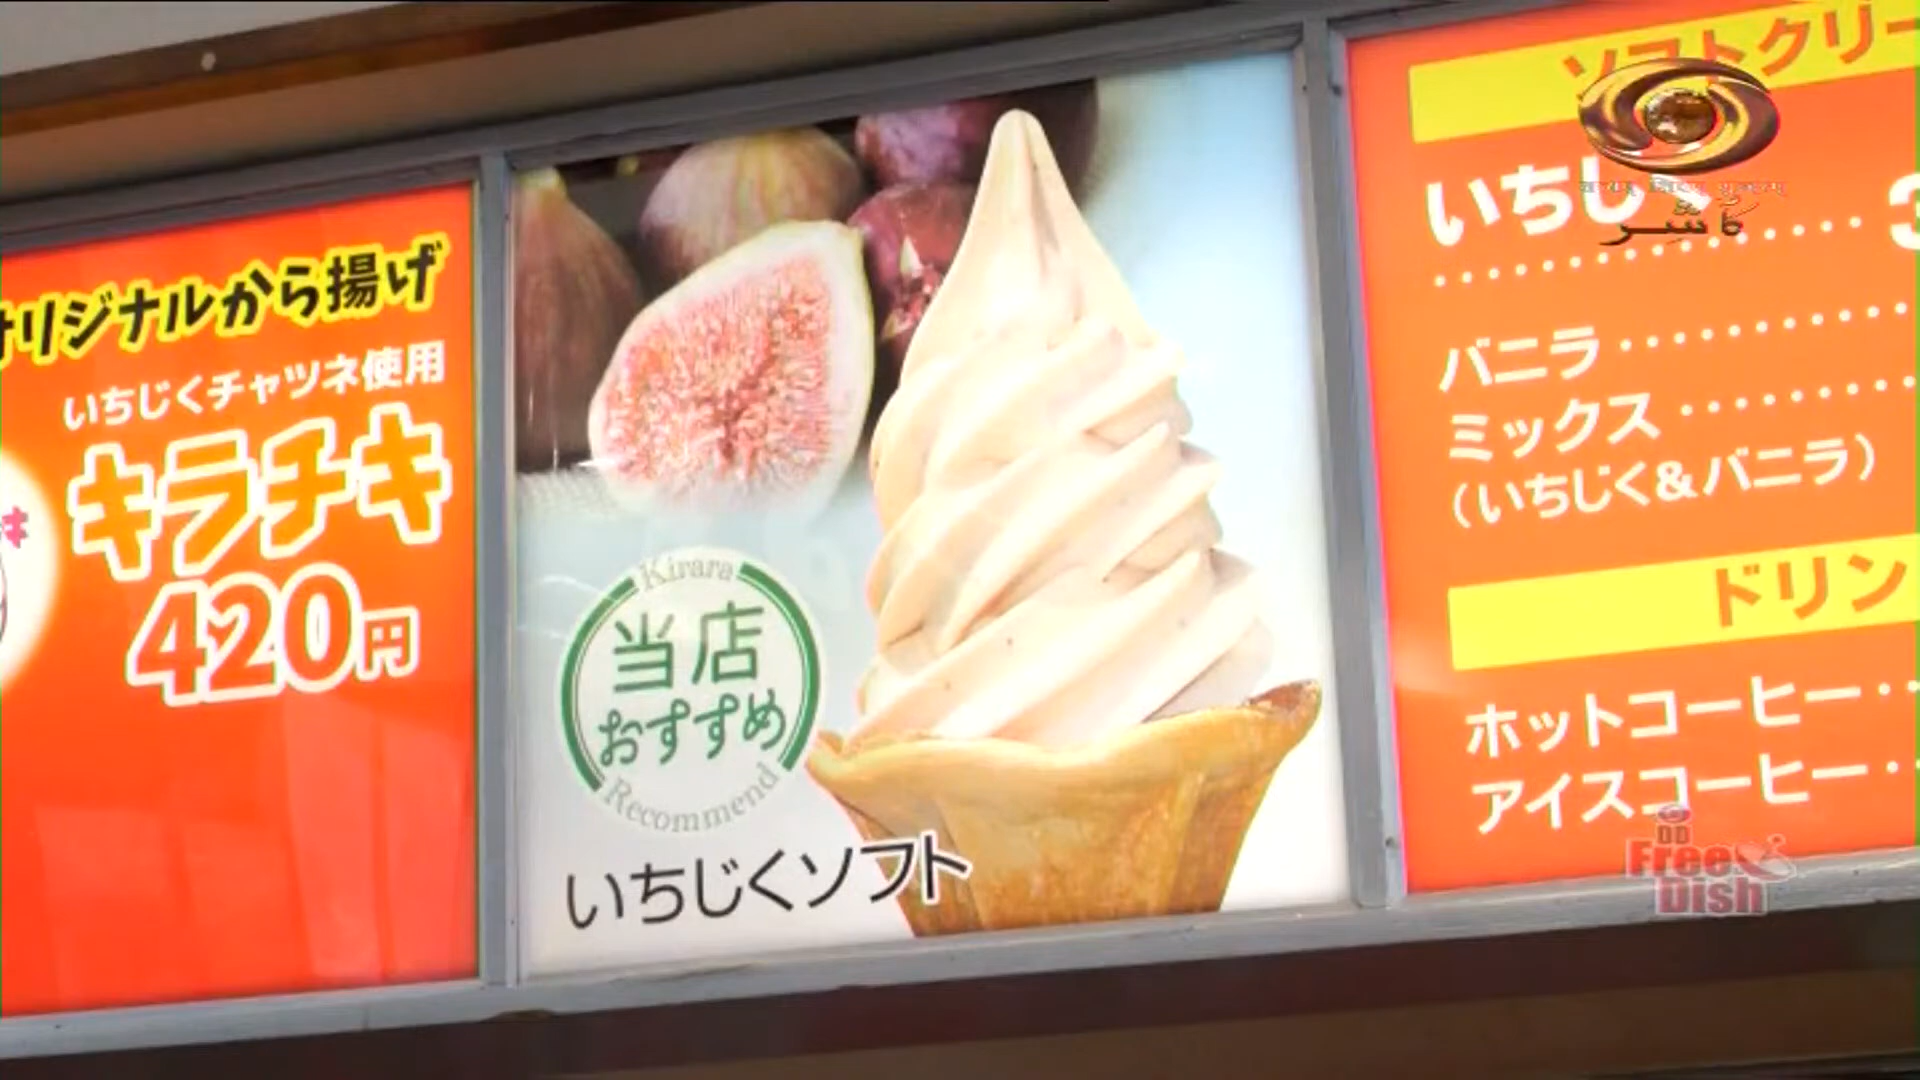 オリジナルから揚げ
いちじくチャツネ使用
キラチキ
420円
Kirara
当店
おすすめ
Recommend
いちじくソフト
ソフトクリー
いちじく
バニラ
ミックス
(いちじく&バニラ)
ドリン
ホットコーヒー
アイスコーヒー
کٲشُر
DD
Free
Dish